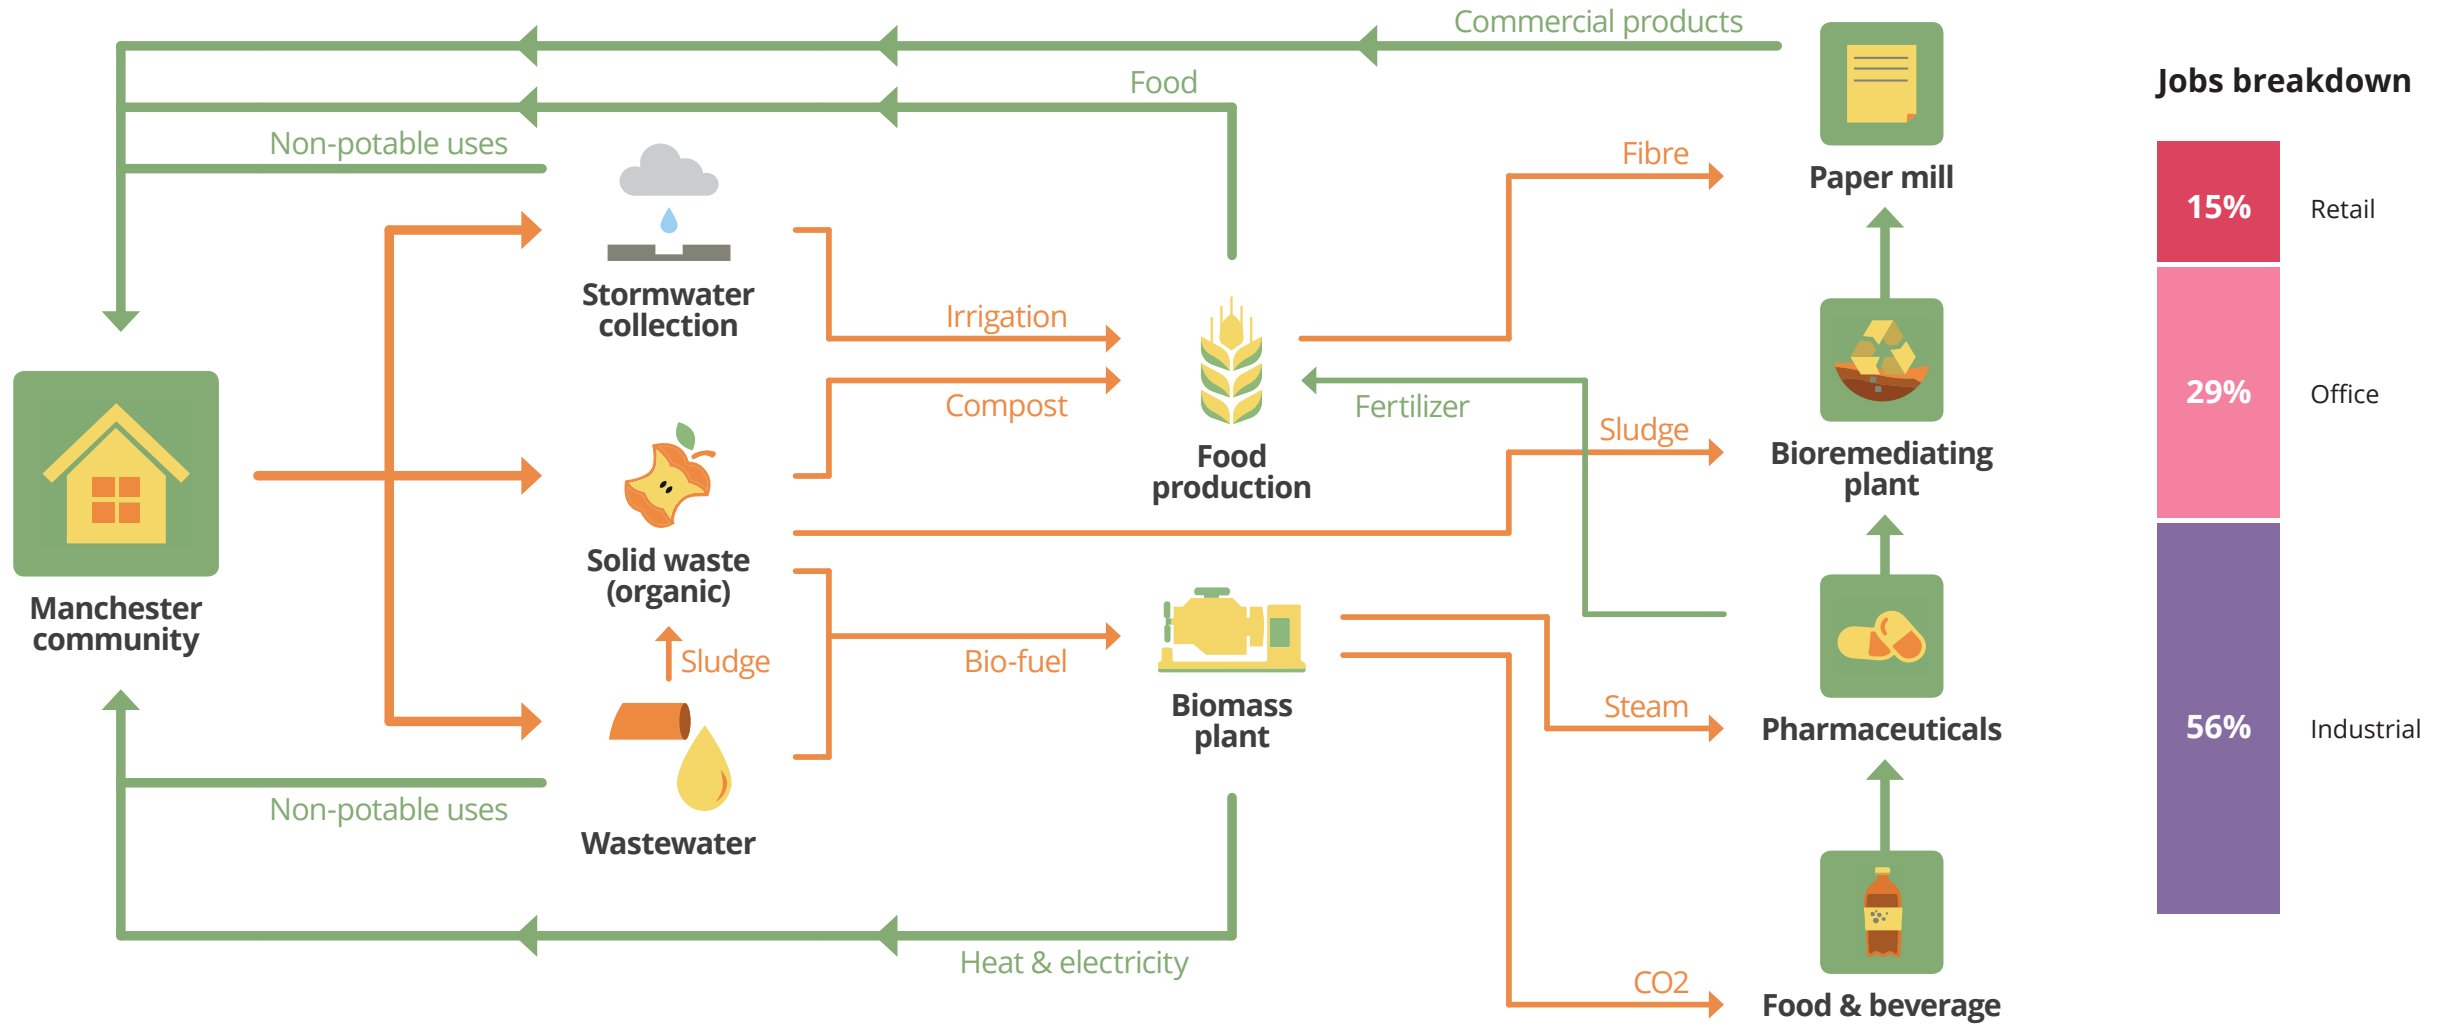 Commercial products
Food
Non-potable uses
Jobs breakdown
Fibre
Paper mill
15%
Retail
Stormwater
collection
Irrigation
Compost
Fertilizer
Food
production
Sludge
Bioremediating
plant
29%
Office
Manchester
community
Solid waste
(organic)
Sludge
Bio-fuel
Biomass
plant
Steam
Pharmaceuticals
56%
Industrial
Non-potable uses
Wastewater
Heat & electricity
CO2
Food & beverage